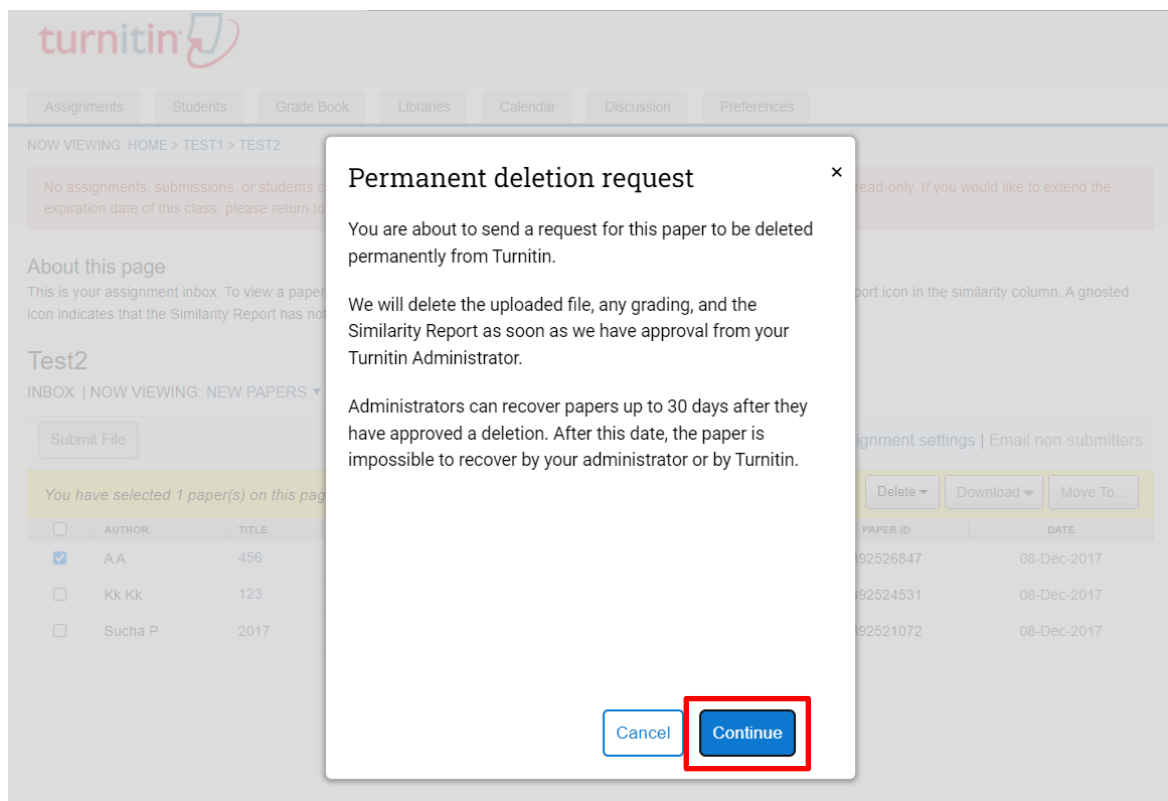 turnitin
Assignments Students Grade Book Libraries Calendar Discussion Preferences
NOW VIEWING: HOME > TEST1 > TEST2
No assignments, submissions, or students read-only. If you would like to extend the
expiration date of this class, please return to
About this page
This is your assignment inbox. To view a paper port icon in the similarity column. A ghosted
icon indicates that the Similarity Report has not
Test2
INBOX | NOW VIEWING: NEW PAPERS ▼
Submit File ignment settings | Email non-submitters
You have selected 1 paper(s) on this pag Delete Download Move To...
AUTHOR TITLE PAPER ID DATE
A A 456 392526847 08-Dec-2017
Kk Kk 123 392524531 08-Dec-2017
Sucha P 2017 392521072 08-Dec-2017
Permanent deletion request ×
You are about to send a request for this paper to be deleted
permanently from Turnitin.
We will delete the uploaded file, any grading, and the
Similarity Report as soon as we have approval from your
Turnitin Administrator.
Administrators can recover papers up to 30 days after they
have approved a deletion. After this date, the paper is
impossible to recover by your administrator or by Turnitin.
Cancel Continue